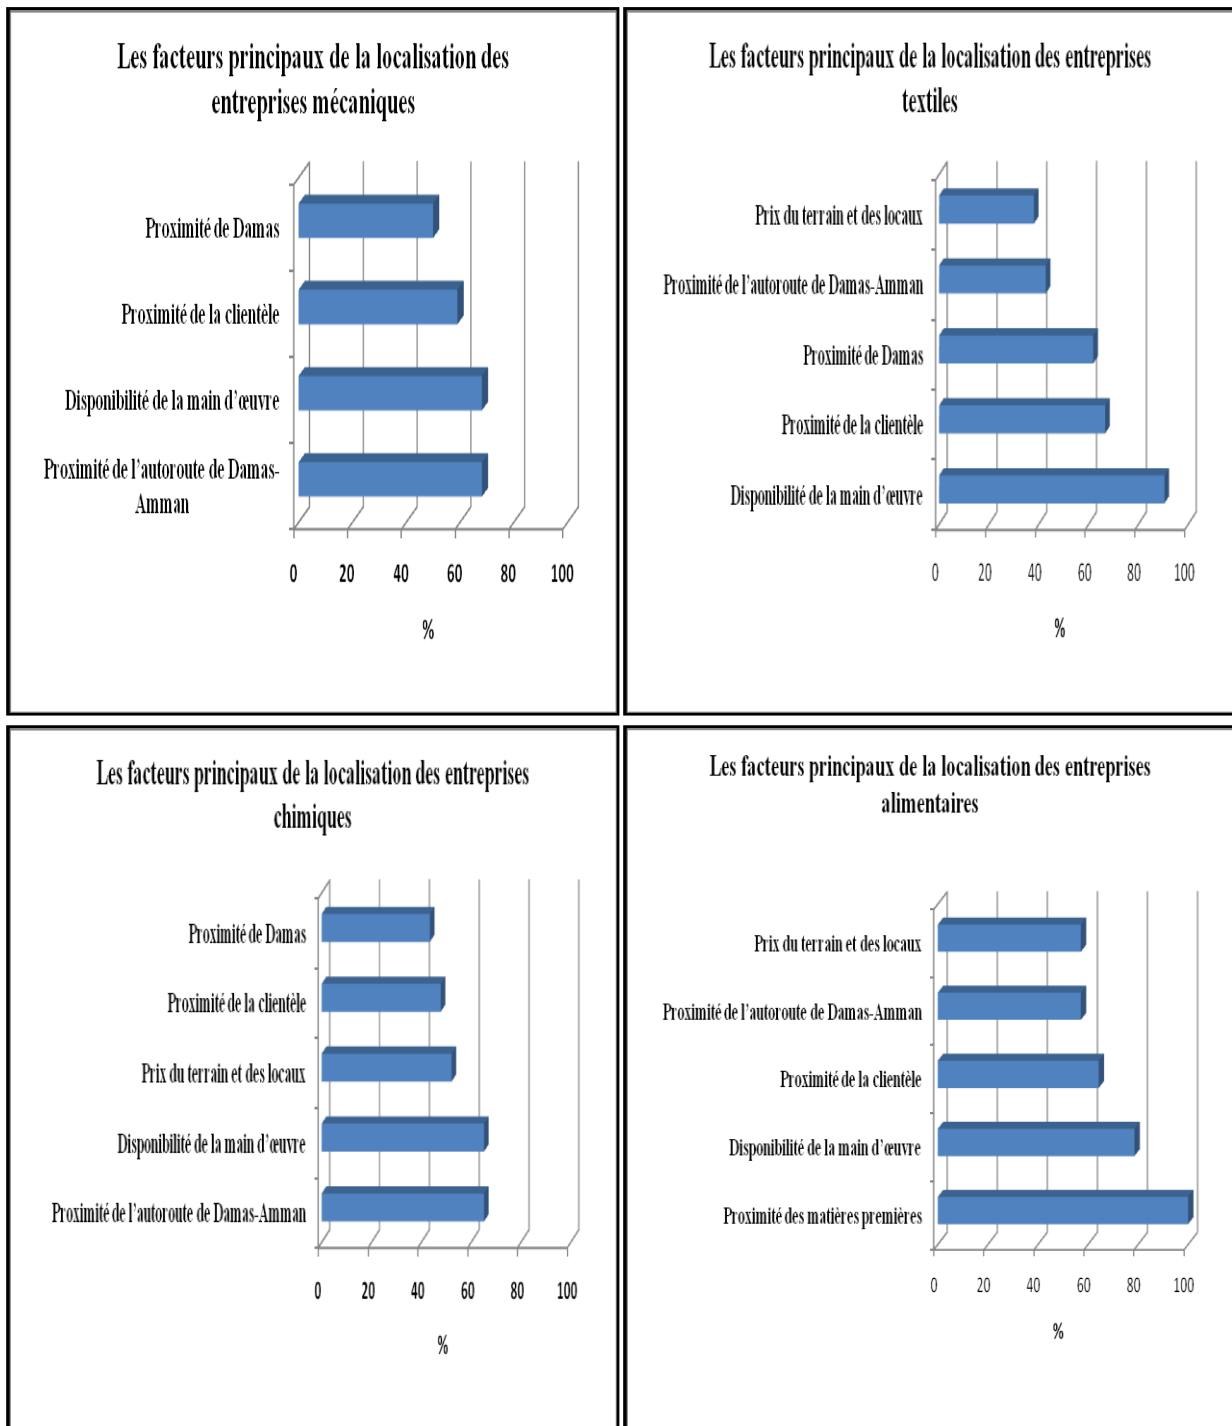 Les facteurs principaux de la localisation des
entreprises mécaniques
Proximité de Damas
Proximité de la clientèle
Disponibilité de la main d’œuvre
Proximité de l’autoroute de Damas-
Amman
0 20 40 60 80 100
%
Les facteurs principaux de la localisation des entreprises
textiles
Prix du terrain et des locaux
Proximité de l’autoroute de Damas-Amman
Proximité de Damas
Proximité de la clientèle
Disponibilité de la main d’œuvre
0 20 40 60 80 100
%
Les facteurs principaux de la localisation des entreprises
chimiques
Proximité de Damas
Proximité de la clientèle
Prix du terrain et des locaux
Disponibilité de la main d’œuvre
Proximité de l’autoroute de Damas-Amman
0 20 40 60 80 100
%
Les facteurs principaux de la localisation des entreprises
alimentaires
Prix du terrain et des locaux
Proximité de l’autoroute de Damas-Amman
Proximité de la clientèle
Disponibilité de la main d’œuvre
Proximité des matières premières
0 20 40 60 80 100
%